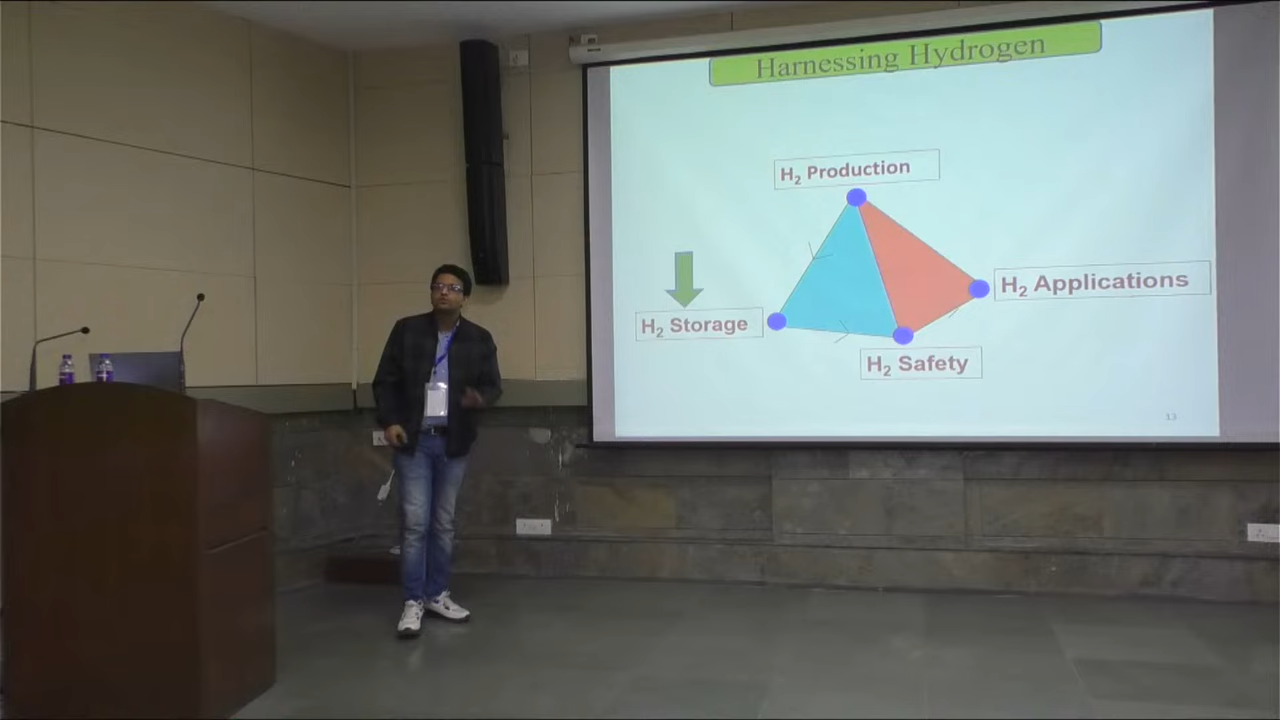 Harnessing Hydrogen
H₂ Production
H₂ Applications
H₂ Storage
H₂ Safety
13